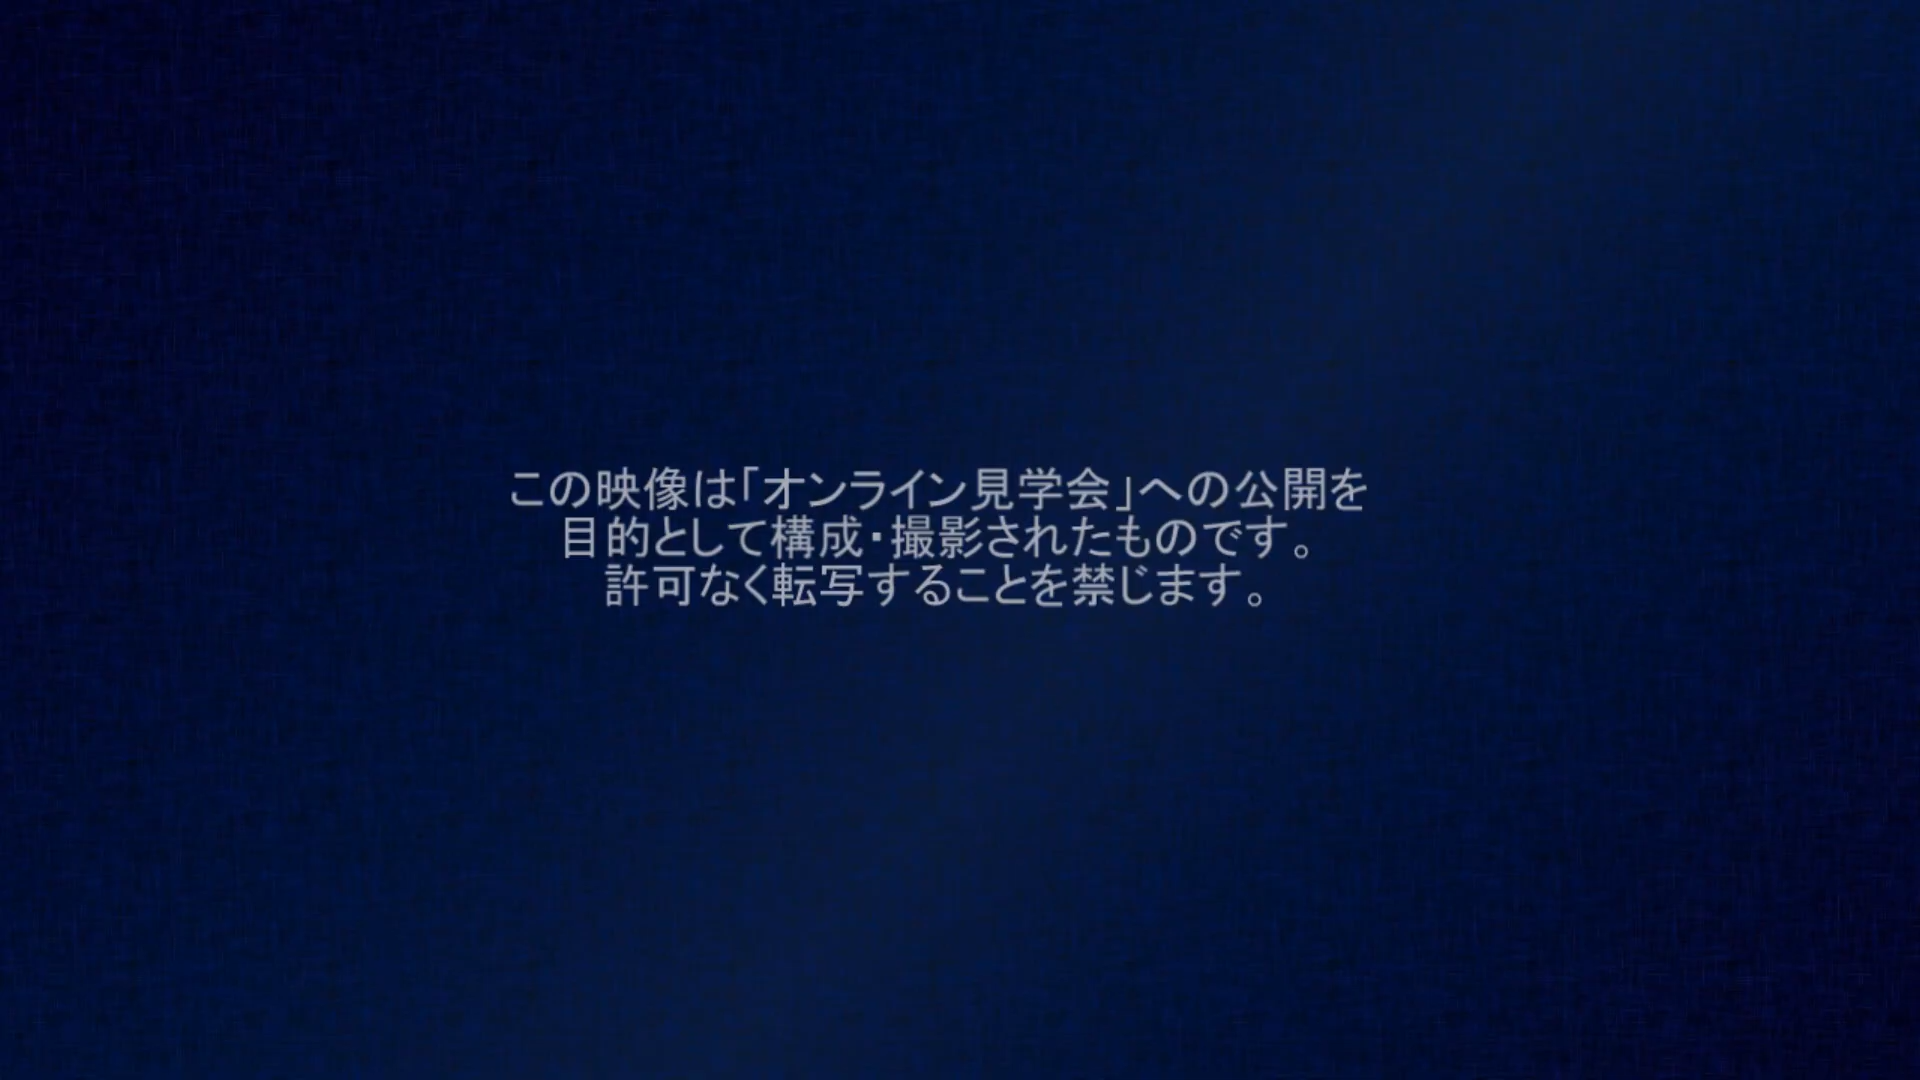 この映像は「オンライン見学会」への公開を
目的として構成・撮影されたものです。
許可なく転写することを禁じます。